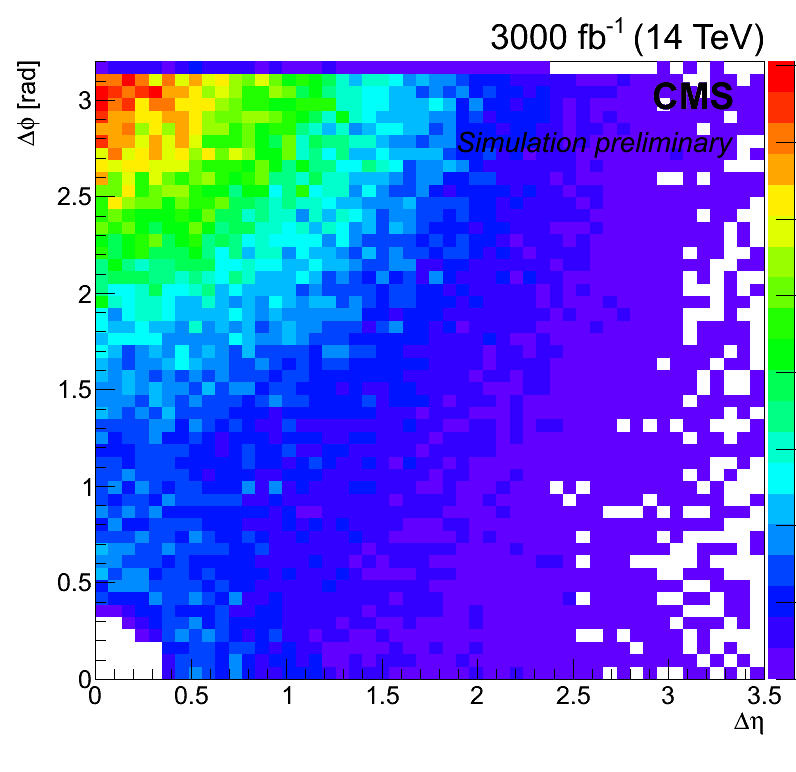 3000 fb-1 (14 TeV)
CMS
Simulation preliminary
Δϕ [rad]
3
2.5
2
1.5
1
0.5
0
0 0.5 1 1.5 2 2.5 3 3.5
Δη